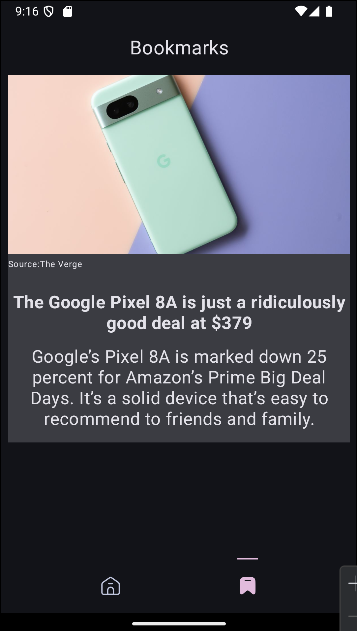 9:16
Bookmarks
Source:The Verge
The Google Pixel 8A is just a ridiculously
good deal at $379
Google's Pixel 8A is marked down 25
percent for Amazon's Prime Big Deal
Days. It's a solid device that's easy to
recommend to friends and family.